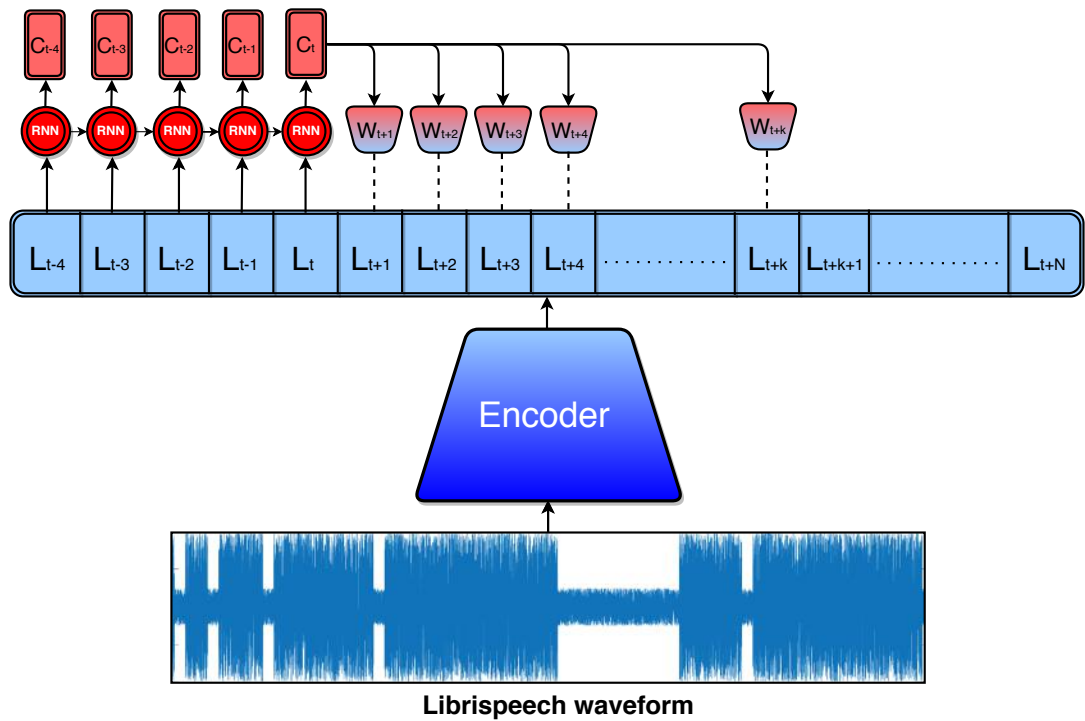 Ct-4 Ct-3 Ct-2 Ct-1 Ct
RNN RNN RNN RNN RNN Wt+1 Wt+2 Wt+3 Wt+4 Wt+k
Lt-4 Lt-3 Lt-2 Lt-1 Lt Lt+1 Lt+2 Lt+3 Lt+4 ............. Lt+k Lt+k+1 ............. Lt+N
Encoder
Librispeech waveform